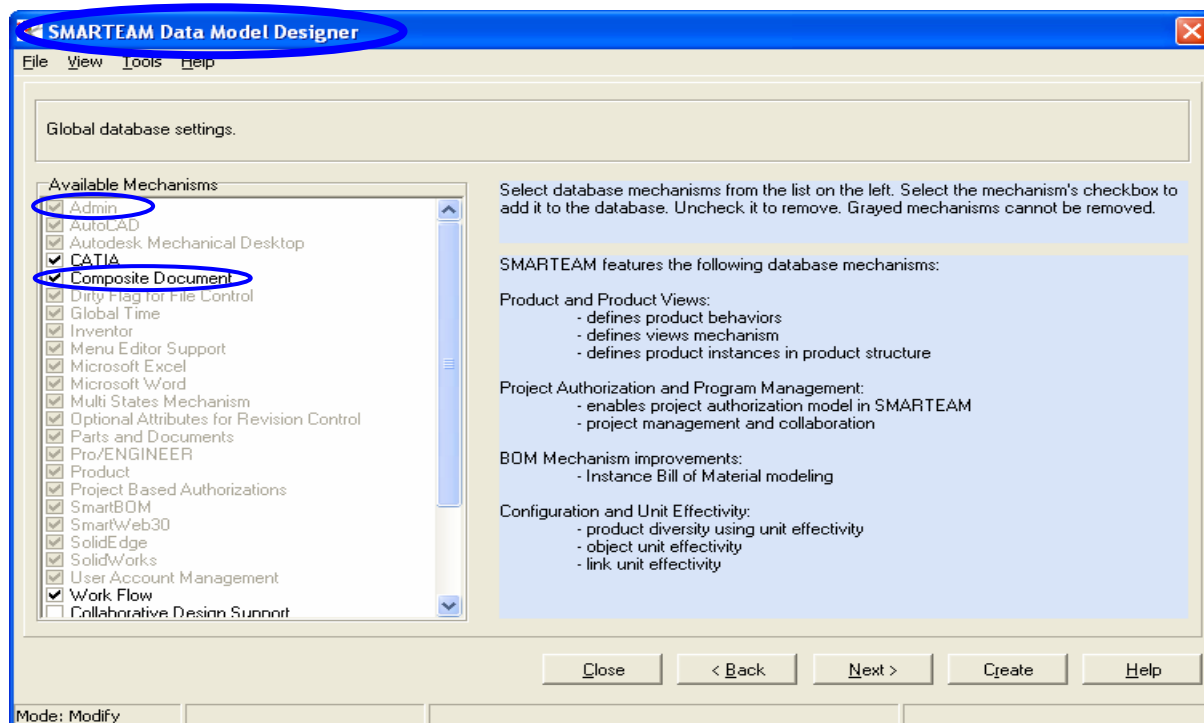 SMARTEAM Data Model Designer
File View Tools Help
Global database settings.
Available Mechanisms
Admin
AutoCAD
Autodesk Mechanical Desktop
CATIA
Composite Document
Dirty Flag for File Control
Global Time
Inventor
Menu Editor Support
Microsoft Excel
Microsoft Word
Multi States Mechanism
Optional Attributes for Revision Control
Parts and Documents
Pro/ENGINEER
Product
Project Based Authorizations
SmartBOM
SmartWeb30
SolidEdge
SolidWorks
User Account Management
Work Flow
Collaborative Design Support
Select database mechanisms from the list on the left. Select the mechanism's checkbox to
add it to the database. Uncheck it to remove. Grayed mechanisms cannot be removed.
SMARTEAM features the following database mechanisms:
Product and Product Views:
- defines product behaviors
- defines views mechanism
- defines product instances in product structure
Project Authorization and Program Management:
- enables project authorization model in SMARTEAM
- project management and collaboration
BOM Mechanism improvements:
- Instance Bill of Material modeling
Configuration and Unit Effectivity:
- product diversity using unit effectivity
- object unit effectivity
- link unit effectivity
Close < Back Next > Create Help
Mode: Modify